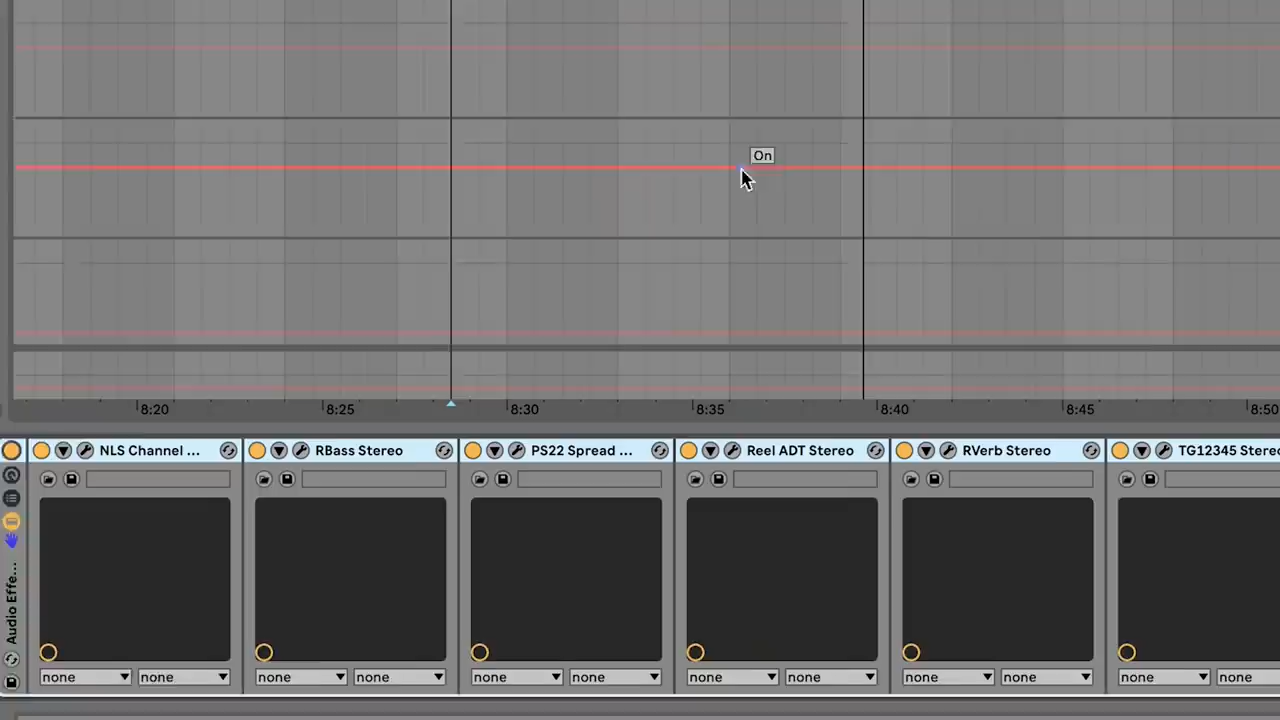 On
8:20 8:25 8:30 8:35 8:40 8:45 8:50
NLS Channel ... RBass Stereo PS22 Spread ... Reel ADT Stereo RVerb Stereo TG12345 Stereo
Audio Effe...
none none none none none none none none none none none none